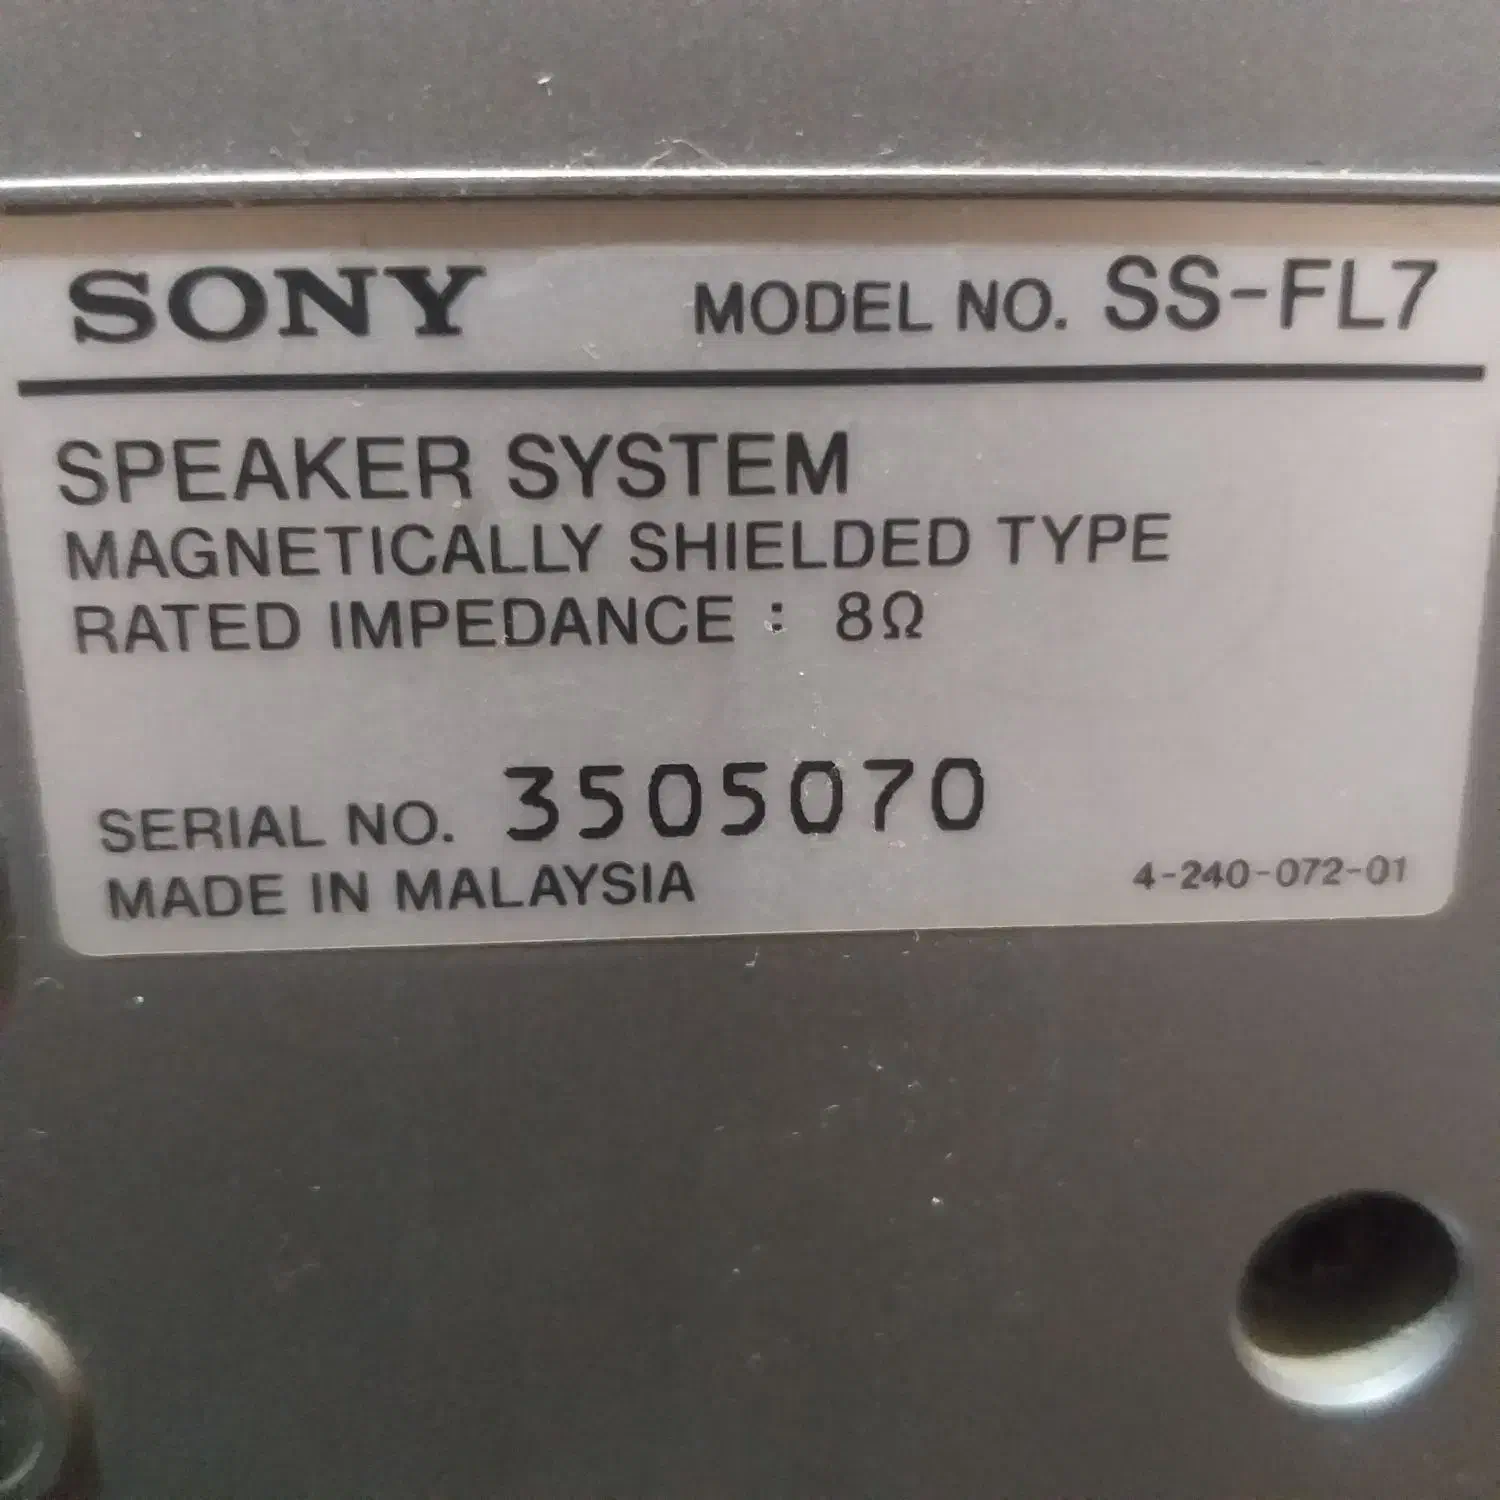 SONY MODEL NO. SS-FL7
SPEAKER SYSTEM
MAGNETICALLY SHIELDED TYPE
RATED IMPEDANCE : 8Ω
SERIAL NO. 3505070
MADE IN MALAYSIA 4-240-072-01